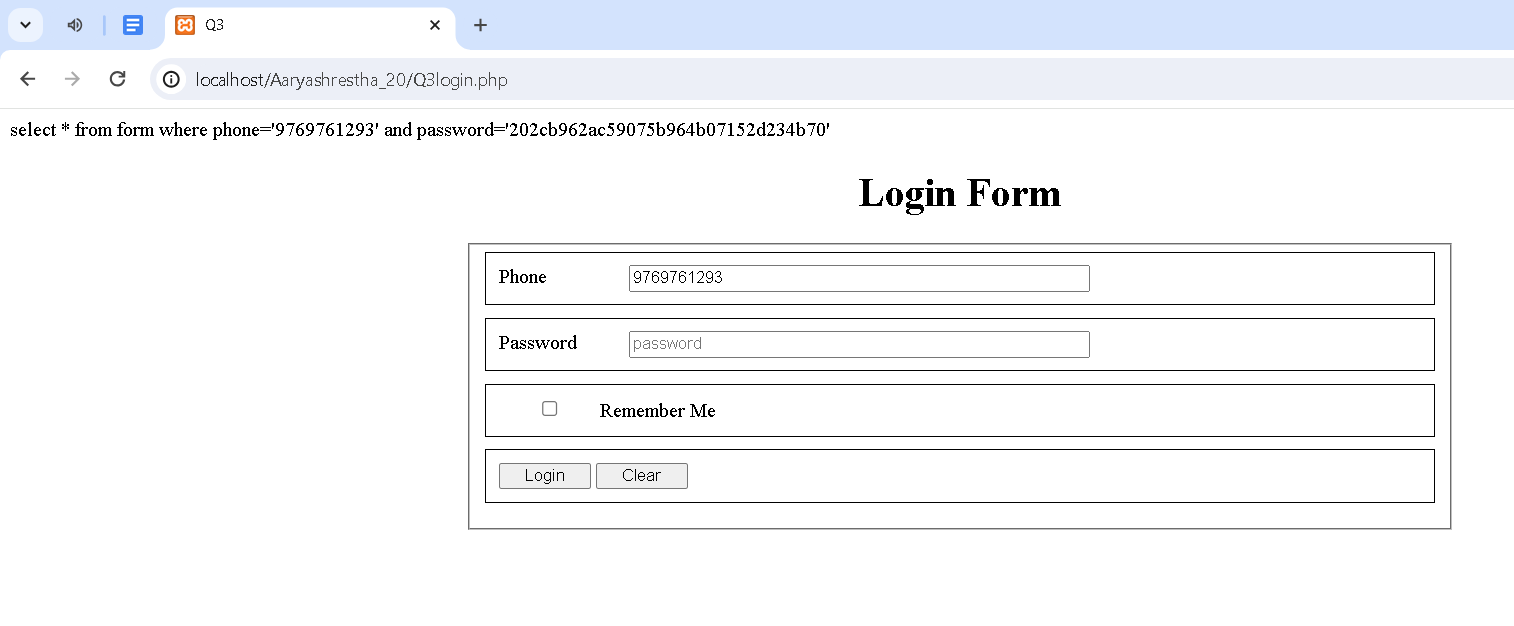 Q3
localhost/Aaryashrestha_20/Q3login.php
select * from form where phone='9769761293' and password='202cb962ac59075b964b07152d234b70'
Login Form
Phone 9769761293
Password password
Remember Me
Login Clear